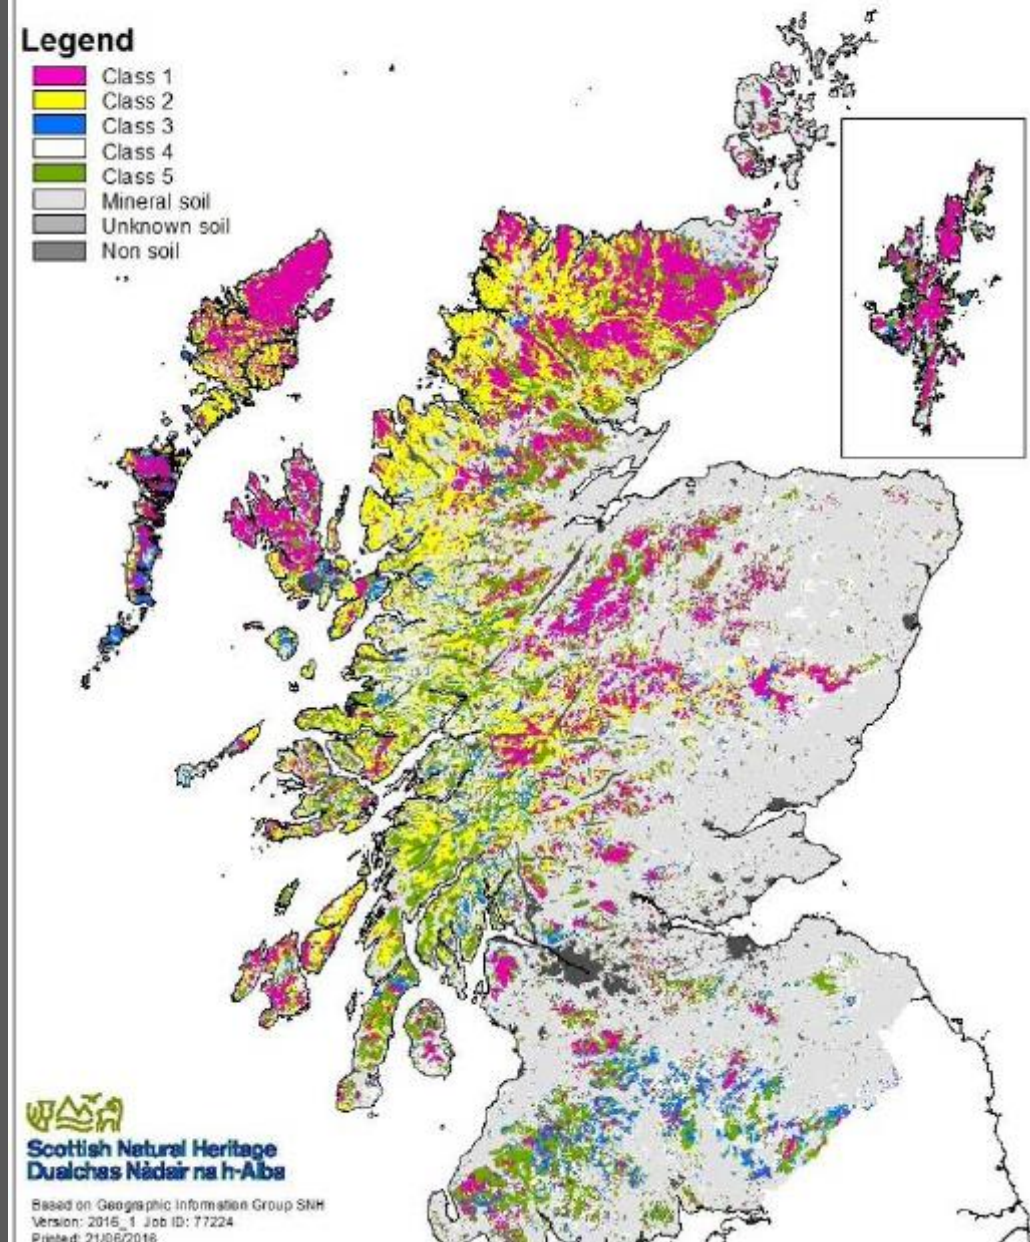 Legend
Class 1
Class 2
Class 3
Class 4
Class 5
Mineral soil
Unknown soil
Non soil
Scottish Natural Heritage
Dualchas Nàdair na h-Alba
Based on Geographic Information Group SNH
Version: 2016_1 Job ID: 77224
Printed: 21/06/2016